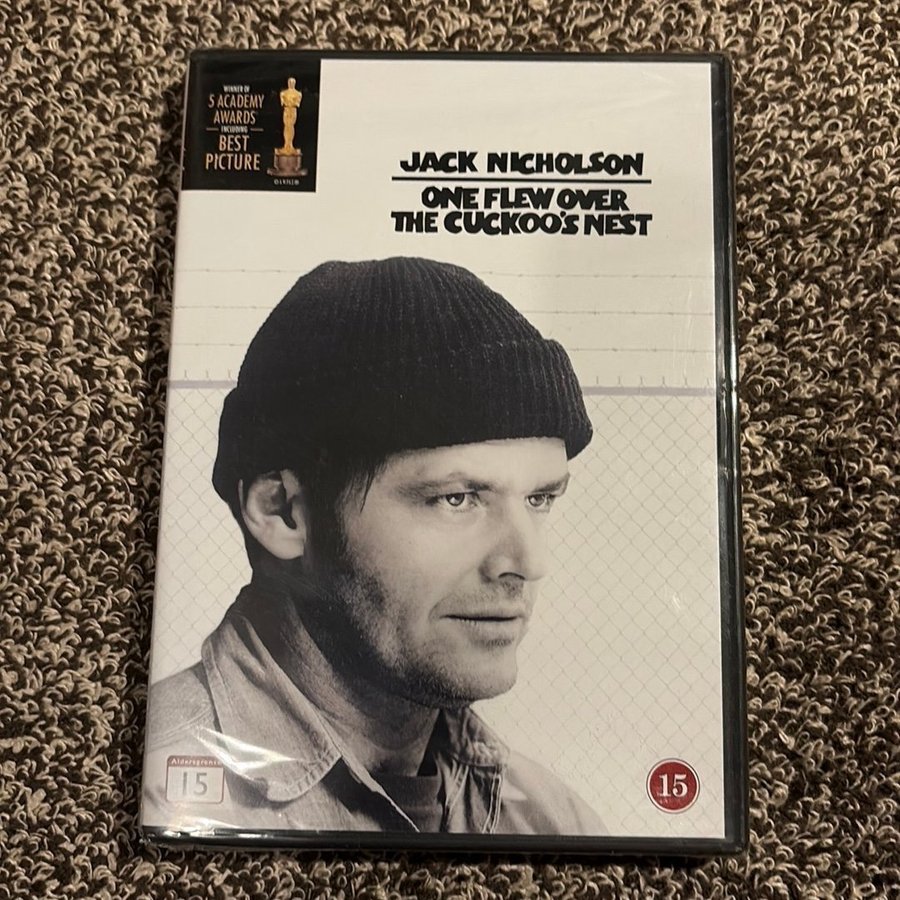 WINNER OF
5 ACADEMY
AWARDS
INCLUDING
BEST
PICTURE
JACK NICHOLSON
ONE FLEW OVER
THE CUCKOO'S NEST
Aldersgrense
15
15